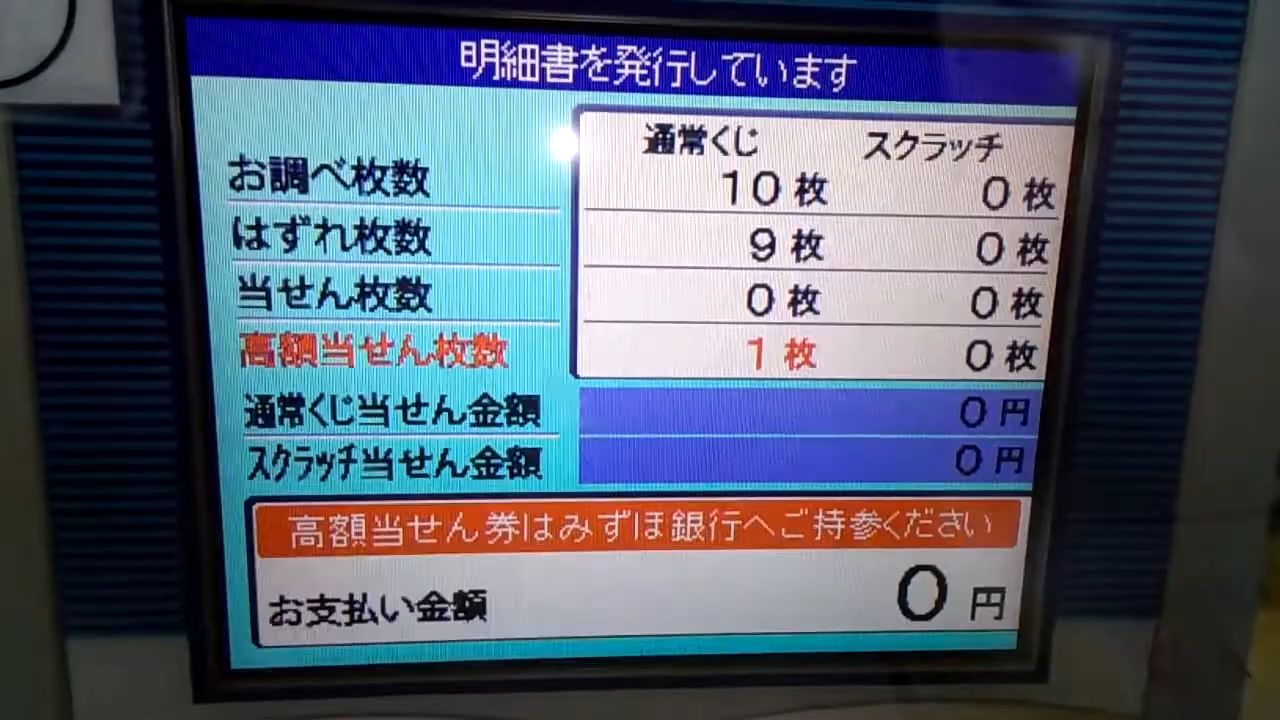 明細書を発行しています
通常くじ スクラッチ
お調べ枚数 10枚 0枚
はずれ枚数 9枚 0枚
当せん枚数 0枚 0枚
高額当せん枚数 1枚 0枚
通常くじ当せん金額 0円
スクラッチ当せん金額 0円
高額当せん券はみずほ銀行へご持参ください
お支払い金額 0円